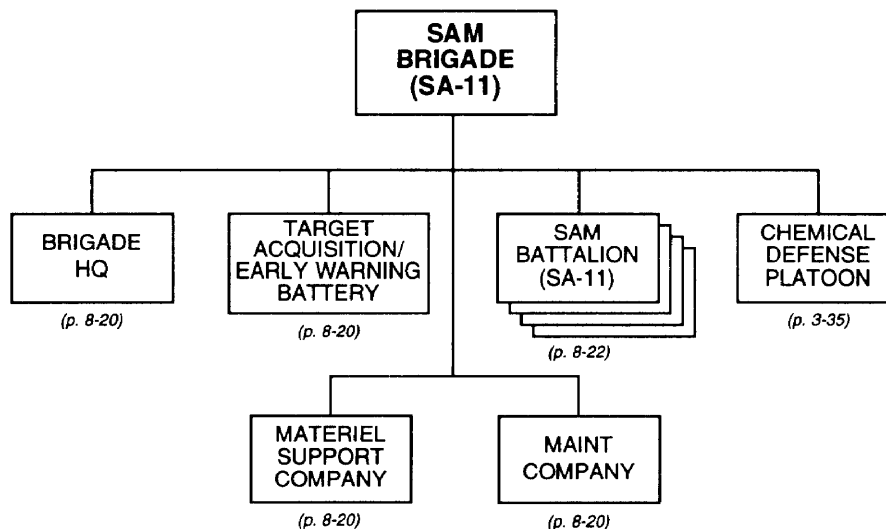 SAM
BRIGADE
(SA-11)
BRIGADE
HQ
(p. 8-20)
TARGET
ACQUISITION/
EARLY WARNING
BATTERY
(p. 8-20)
SAM
BATTALION
(SA-11)
(p. 8-22)
CHEMICAL
DEFENSE
PLATOON
(p. 3-35)
MATERIEL
SUPPORT
COMPANY
(p. 8-20)
MAINT
COMPANY
(p. 8-20)